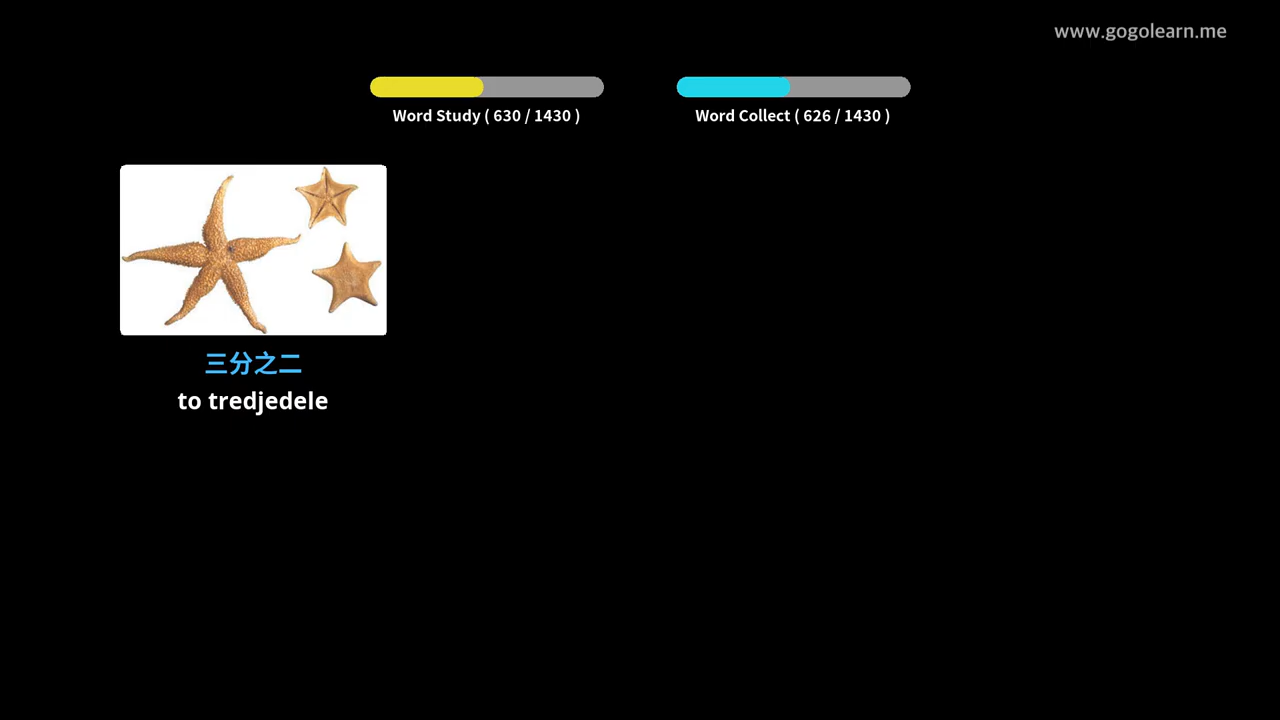 www.gogolearn.me
Word Study ( 630 / 1430 )
Word Collect ( 626 / 1430 )
三分之二
to tredjedele